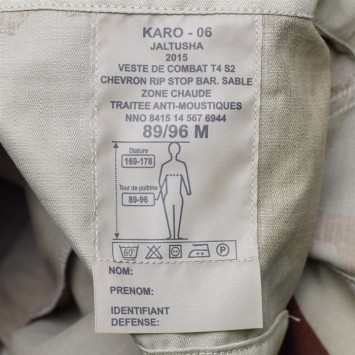 KARO - 06
JALTUSHA
2015
VESTE DE COMBAT T4 S2
CHEVRON RIP STOP BAR. SABLE
ZONE CHAUDE
TRAITEE ANTI-MOUSTIQUES
NNO 8415 14 567 6944
89/96 M
Stature
169-178
Tour de poitrine
89-96
60°
P
NOM:
PRENOM:
IDENTIFIANT
DEFENSE: